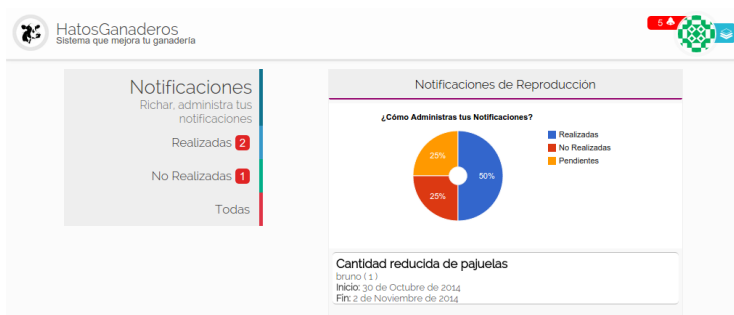 HatosGanaderos
Sistema que mejora tu ganadería
5
Notificaciones
Richar, administra tus
notificaciones
Realizadas 2
No Realizadas 1
Todas
Notificaciones de Reproducción
¿Cómo Administras tus Notificaciones?
Realizadas
No Realizadas
Pendientes
25%
50%
25%
Cantidad reducida de pajuelas
bruno ( 1 )
Inicio: 30 de Octubre de 2014
Fin: 2 de Noviembre de 2014